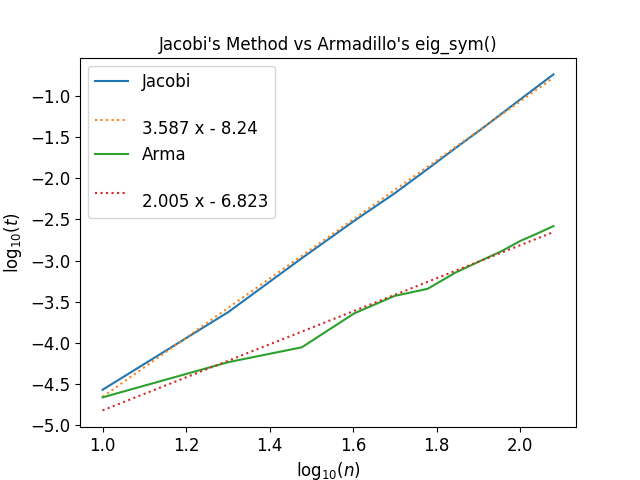 Jacobi's Method vs Armadillo's eig_sym()
Jacobi
3.587 x - 8.24
Arma
2.005 x - 6.823
−1.0
−1.5
−2.0
−2.5
−3.0
−3.5
−4.0
−4.5
−5.0
log₁₀(t)
1.0 1.2 1.4 1.6 1.8 2.0
log₁₀(n)